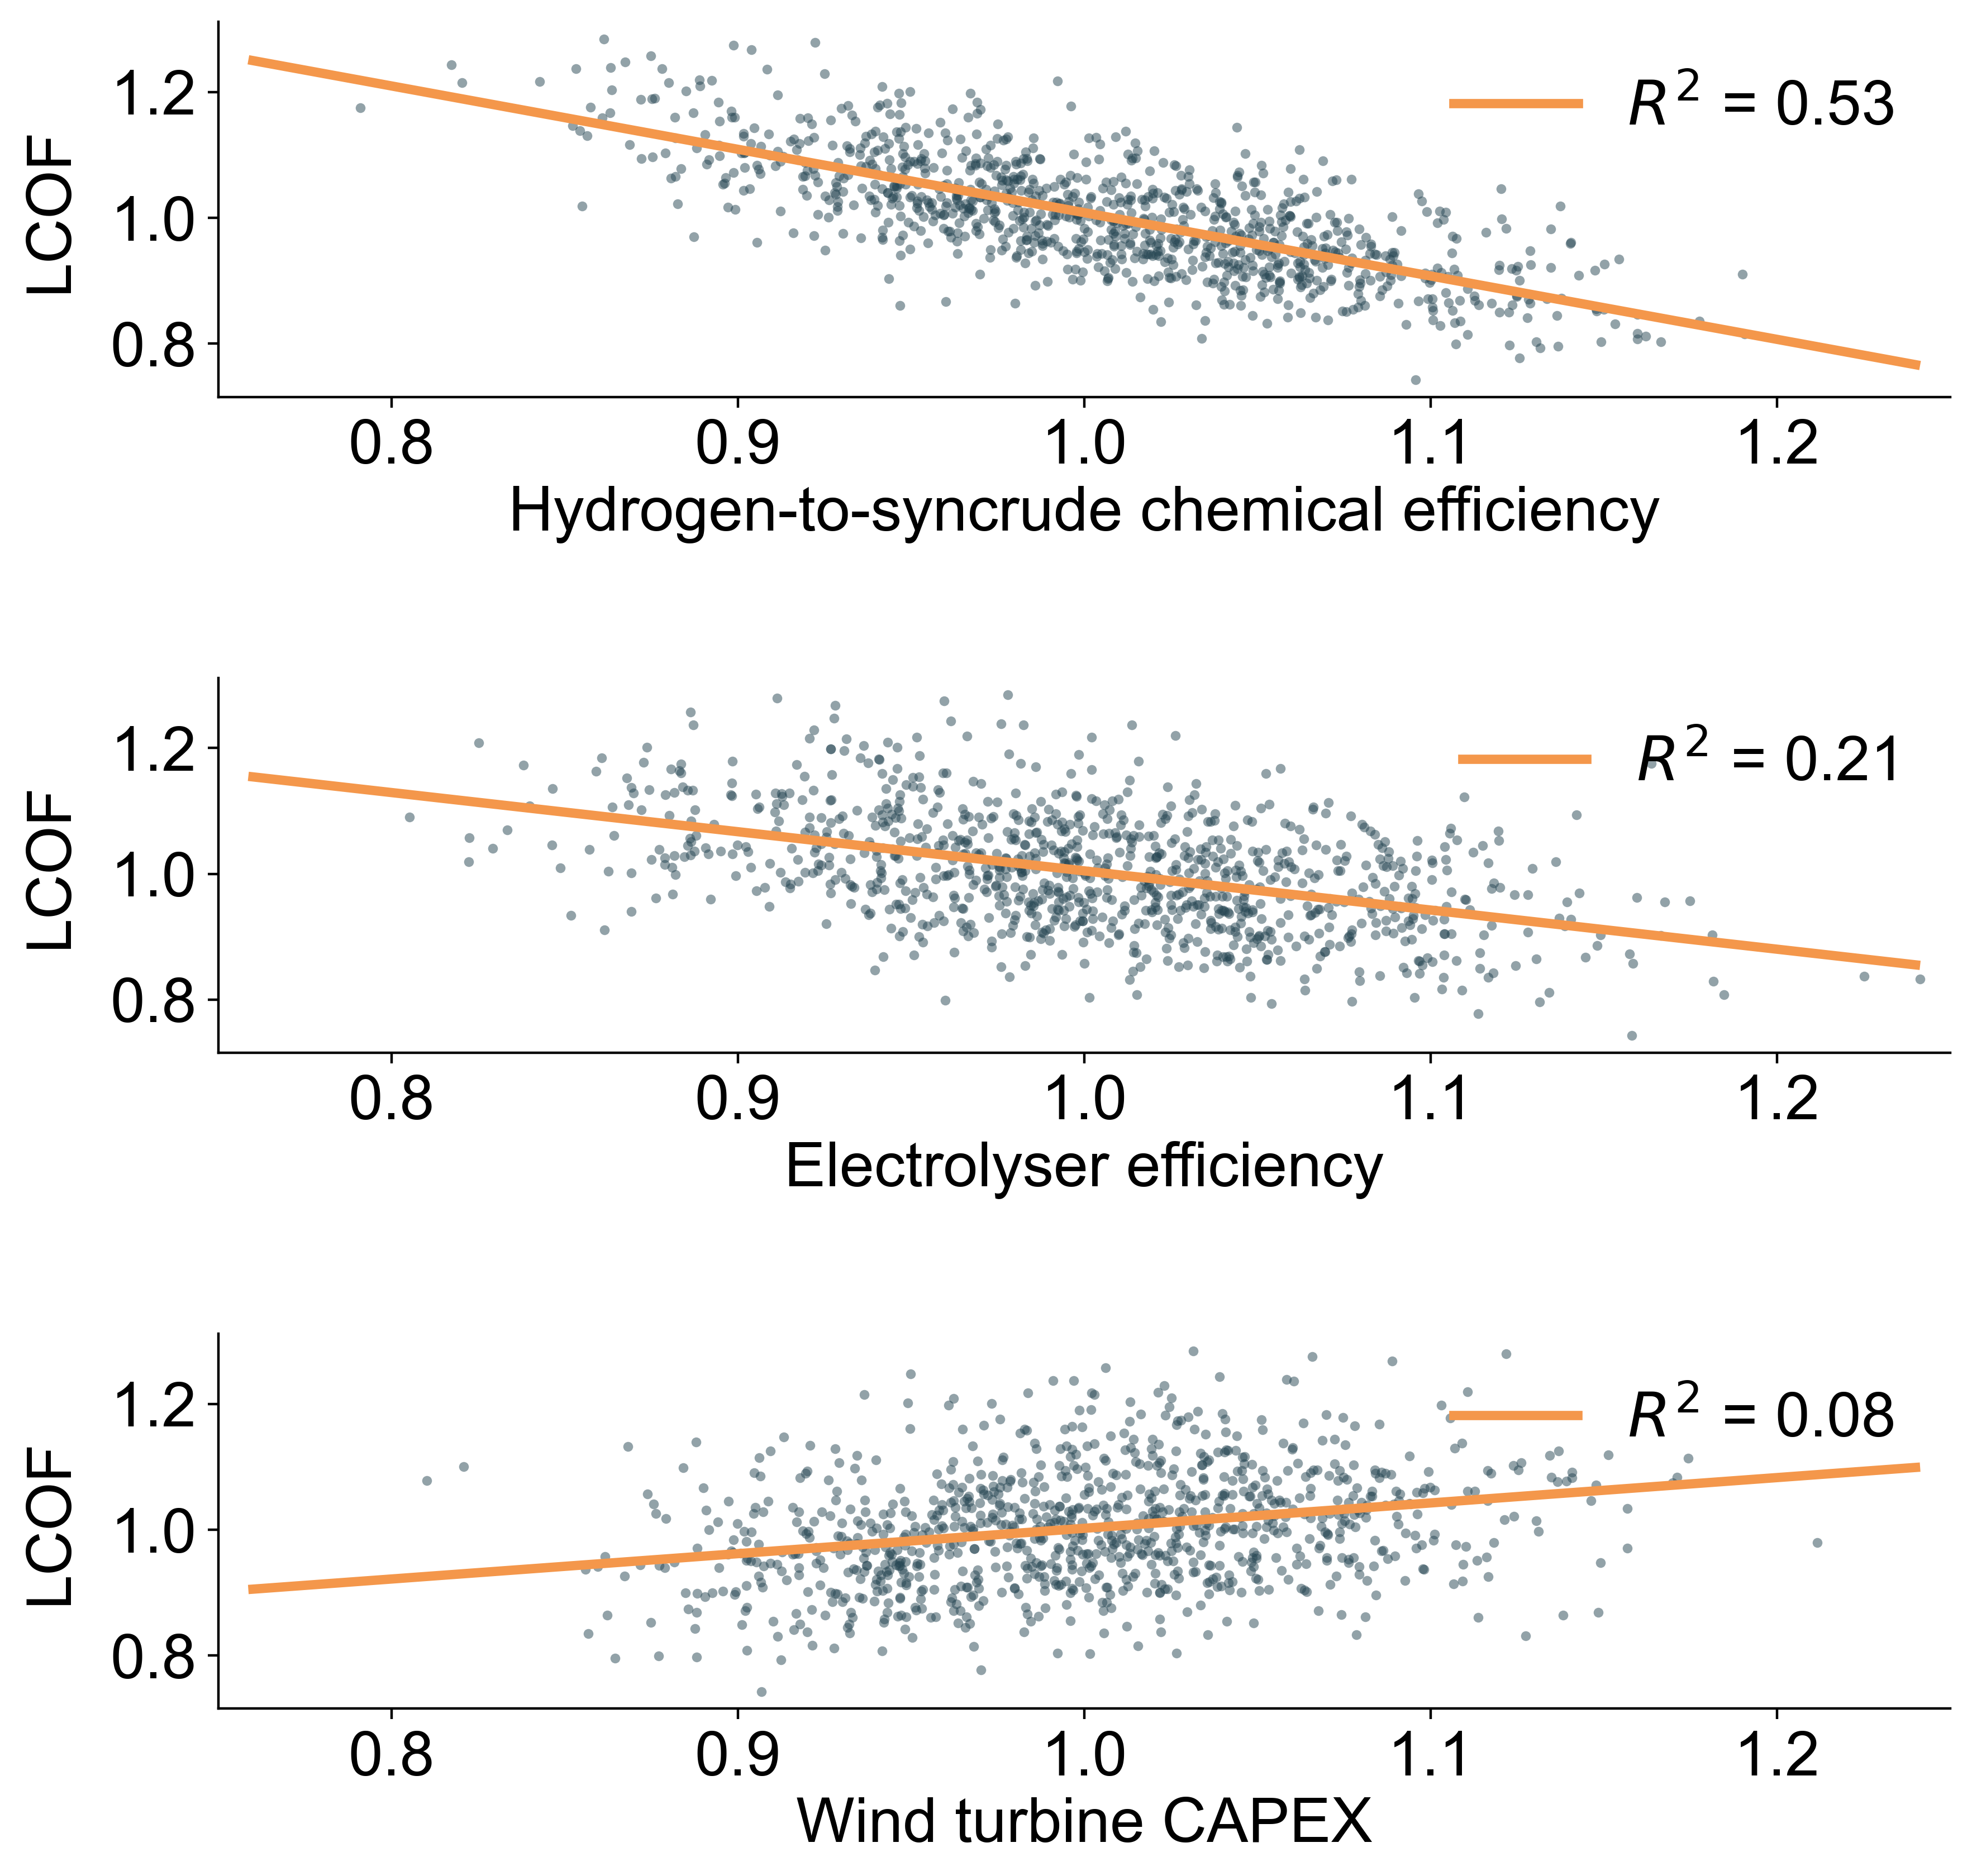 LCOF
1.2
1.0
0.8
R² = 0.53
0.8 0.9 1.0 1.1 1.2
Hydrogen-to-syncrude chemical efficiency
LCOF
1.2
1.0
0.8
R² = 0.21
0.8 0.9 1.0 1.1 1.2
Electrolyser efficiency
LCOF
1.2
1.0
0.8
R² = 0.08
0.8 0.9 1.0 1.1 1.2
Wind turbine CAPEX